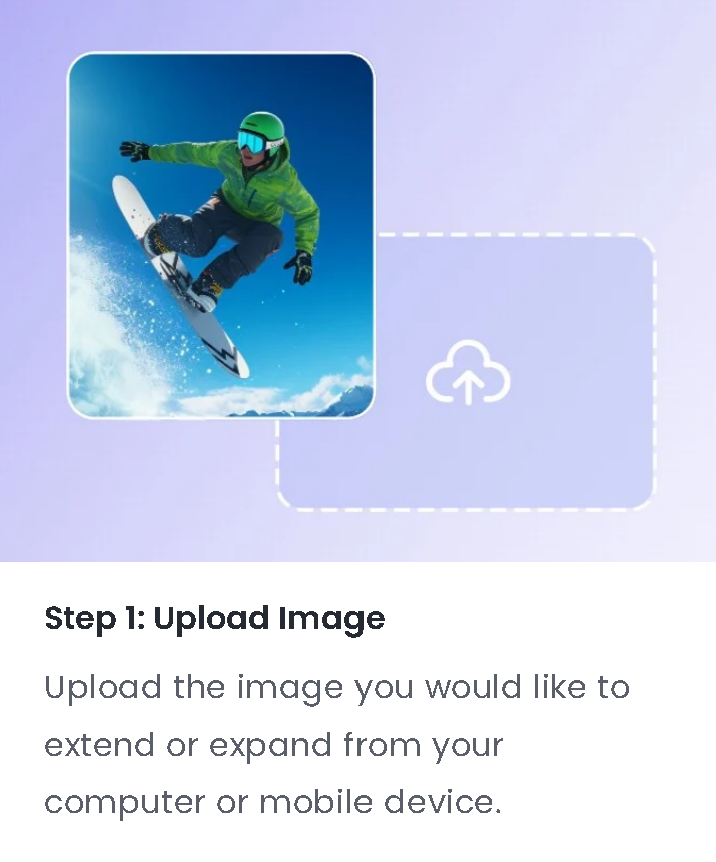 Step 1: Upload Image
Upload the image you would like to
extend or expand from your
computer or mobile device.